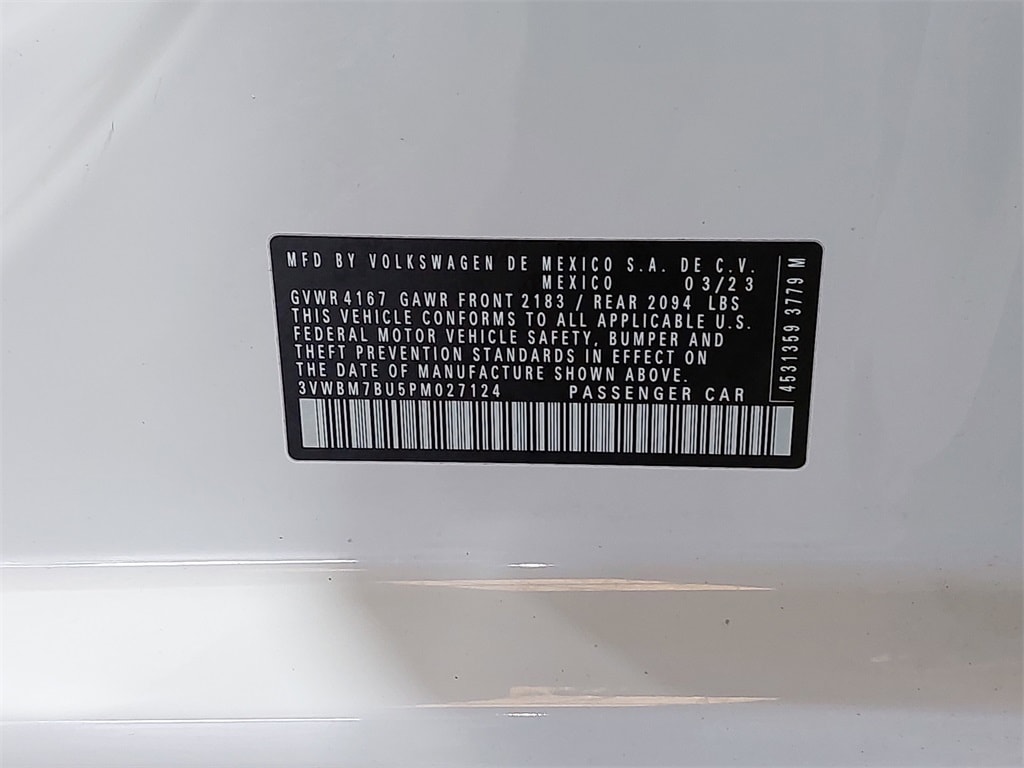 MFD BY VOLKSWAGEN DE MEXICO S.A. DE C.V.
MEXICO 03/23
GVWR 4167 GAWR FRONT 2183 / REAR 2094 LBS
THIS VEHICLE CONFORMS TO ALL APPLICABLE U.S.
FEDERAL MOTOR VEHICLE SAFETY, BUMPER AND
THEFT PREVENTION STANDARDS IN EFFECT ON
THE DATE OF MANUFACTURE SHOWN ABOVE.
3VWBM7BU5PM027124 PASSENGER CAR
4531359 3779 M